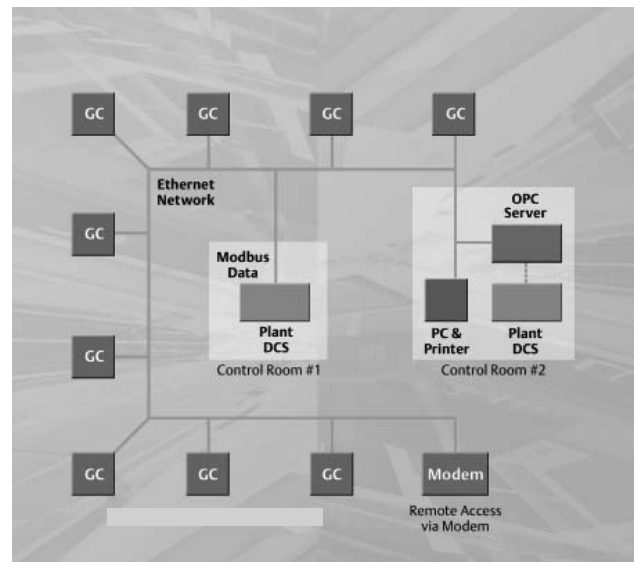 GC GC GC GC
Ethernet
Network
OPC
Server
GC
Modbus
Data
Plant
DCS
PC &
Printer
Plant
DCS
GC
Control Room #1
Control Room #2
GC GC GC Modem
Remote Access
via Modem